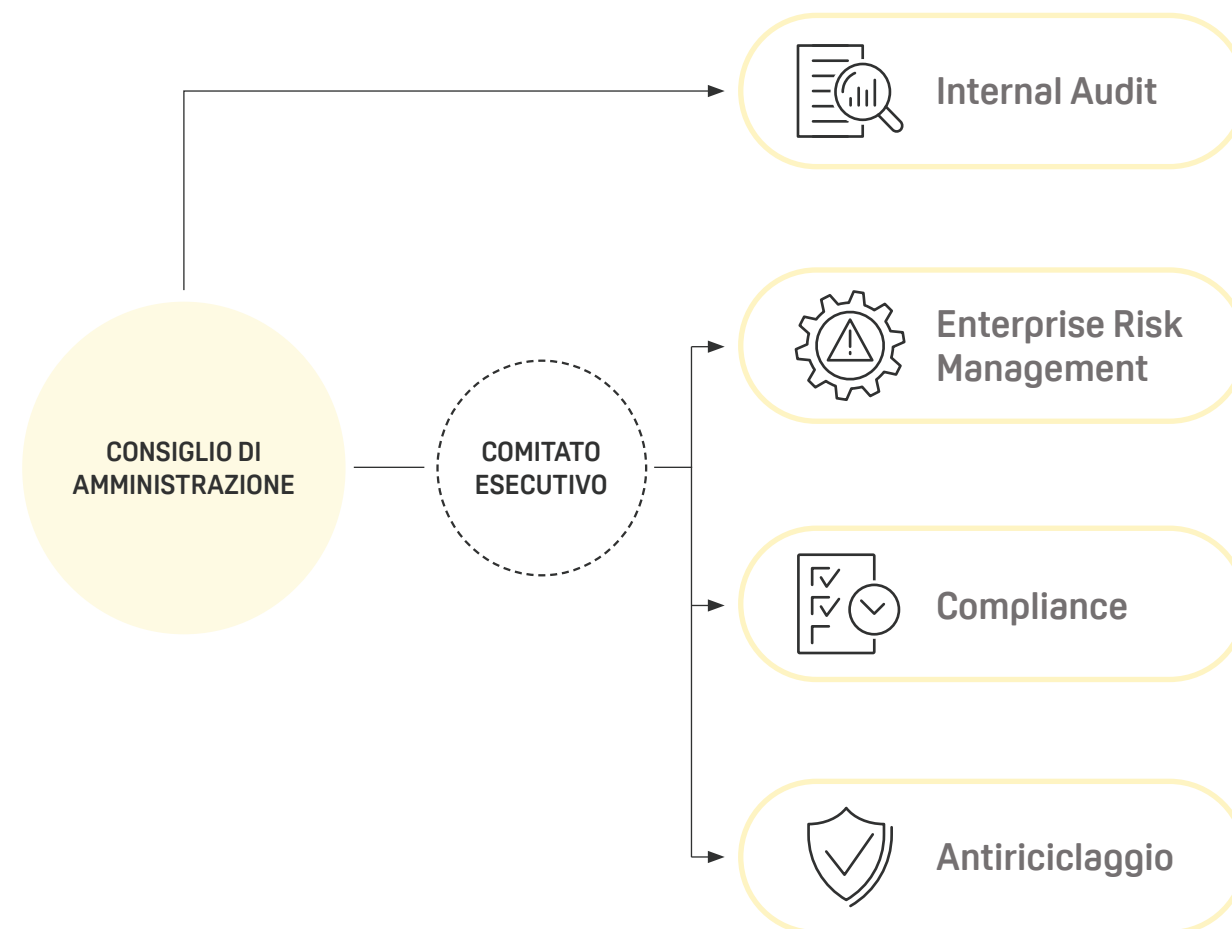 Internal Audit
Enterprise Risk
Management
CONSIGLIO DI
AMMINISTRAZIONE
COMITATO
ESECUTIVO
Compliance
Antiriciclaggio